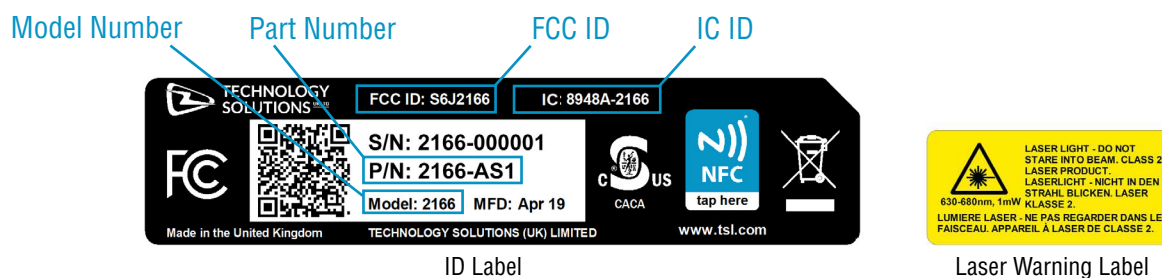 Model Number
Part Number
FCC ID
IC ID
TECHNOLOGY
SOLUTIONS
FCC ID: S6J2166
IC: 8948A-2166
FC
S/N: 2166-000001
P/N: 2166-AS1
Model: 2166
MFD: Apr 19
C S US
CACA
NFC
tap here
Made in the United Kingdom
TECHNOLOGY SOLUTIONS (UK) LIMITED
www.tsl.com
LASER LIGHT - DO NOT
STARE INTO BEAM. CLASS 2
LASER PRODUCT.
LASERLICHT - NICHT IN DEN
STRAHL BLICKEN. LASER
KLASSE 2.
630-680nm, 1mW
LUMIERE LASER - NE PAS REGARDER DANS LE
FAISCEAU. APPAREIL À LASER DE CLASSE 2.
ID Label
Laser Warning Label